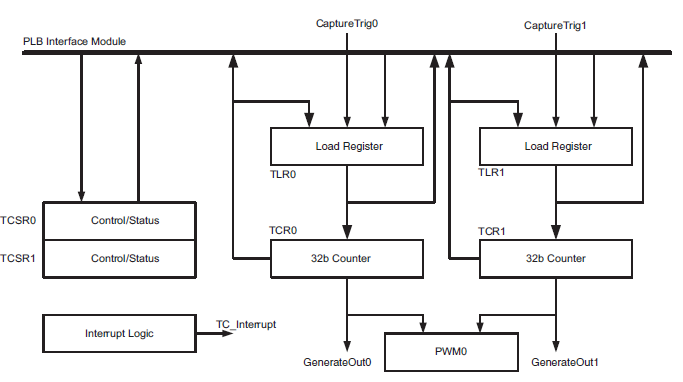 CaptureTrig0
CaptureTrig1
PLB Interface Module
Load Register
Load Register
TLR0
TLR1
TCSR0
Control/Status
TCR0
TCR1
TCSR1
Control/Status
32b Counter
32b Counter
TC_Interrupt
Interrupt Logic
PWM0
GenerateOut0
GenerateOut1